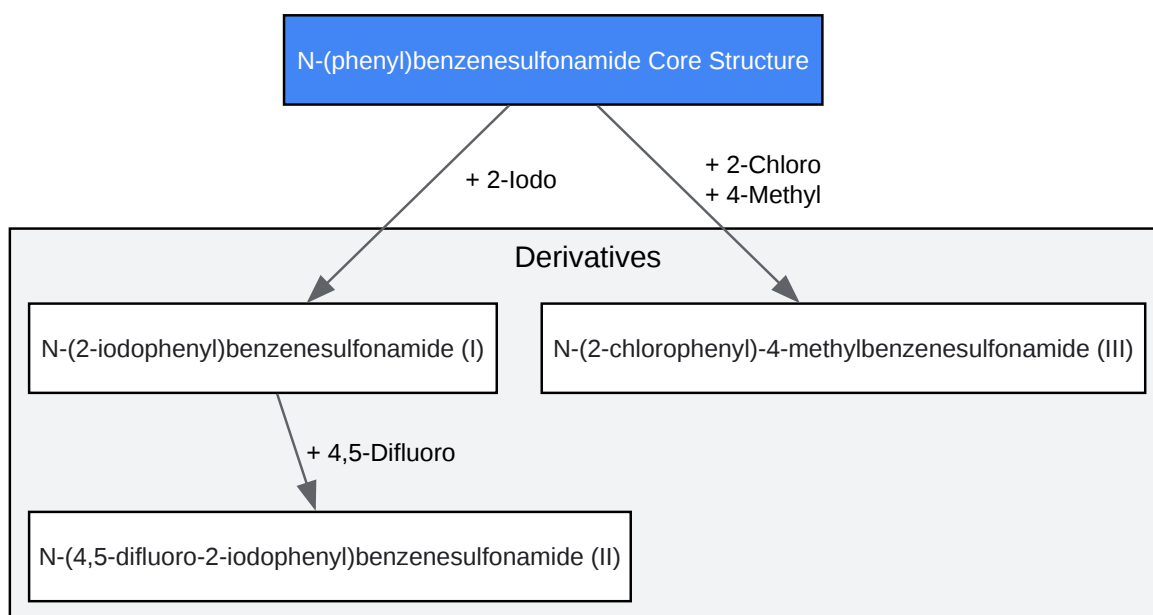 N-(phenyl)benzenesulfonamide Core Structure
+ 2-Iodo
+ 2-Chloro
+ 4-Methyl
Derivatives
N-(2-iodophenyl)benzenesulfonamide (I)
N-(2-chlorophenyl)-4-methylbenzenesulfonamide (III)
+ 4,5-Difluoro
N-(4,5-difluoro-2-iodophenyl)benzenesulfonamide (II)